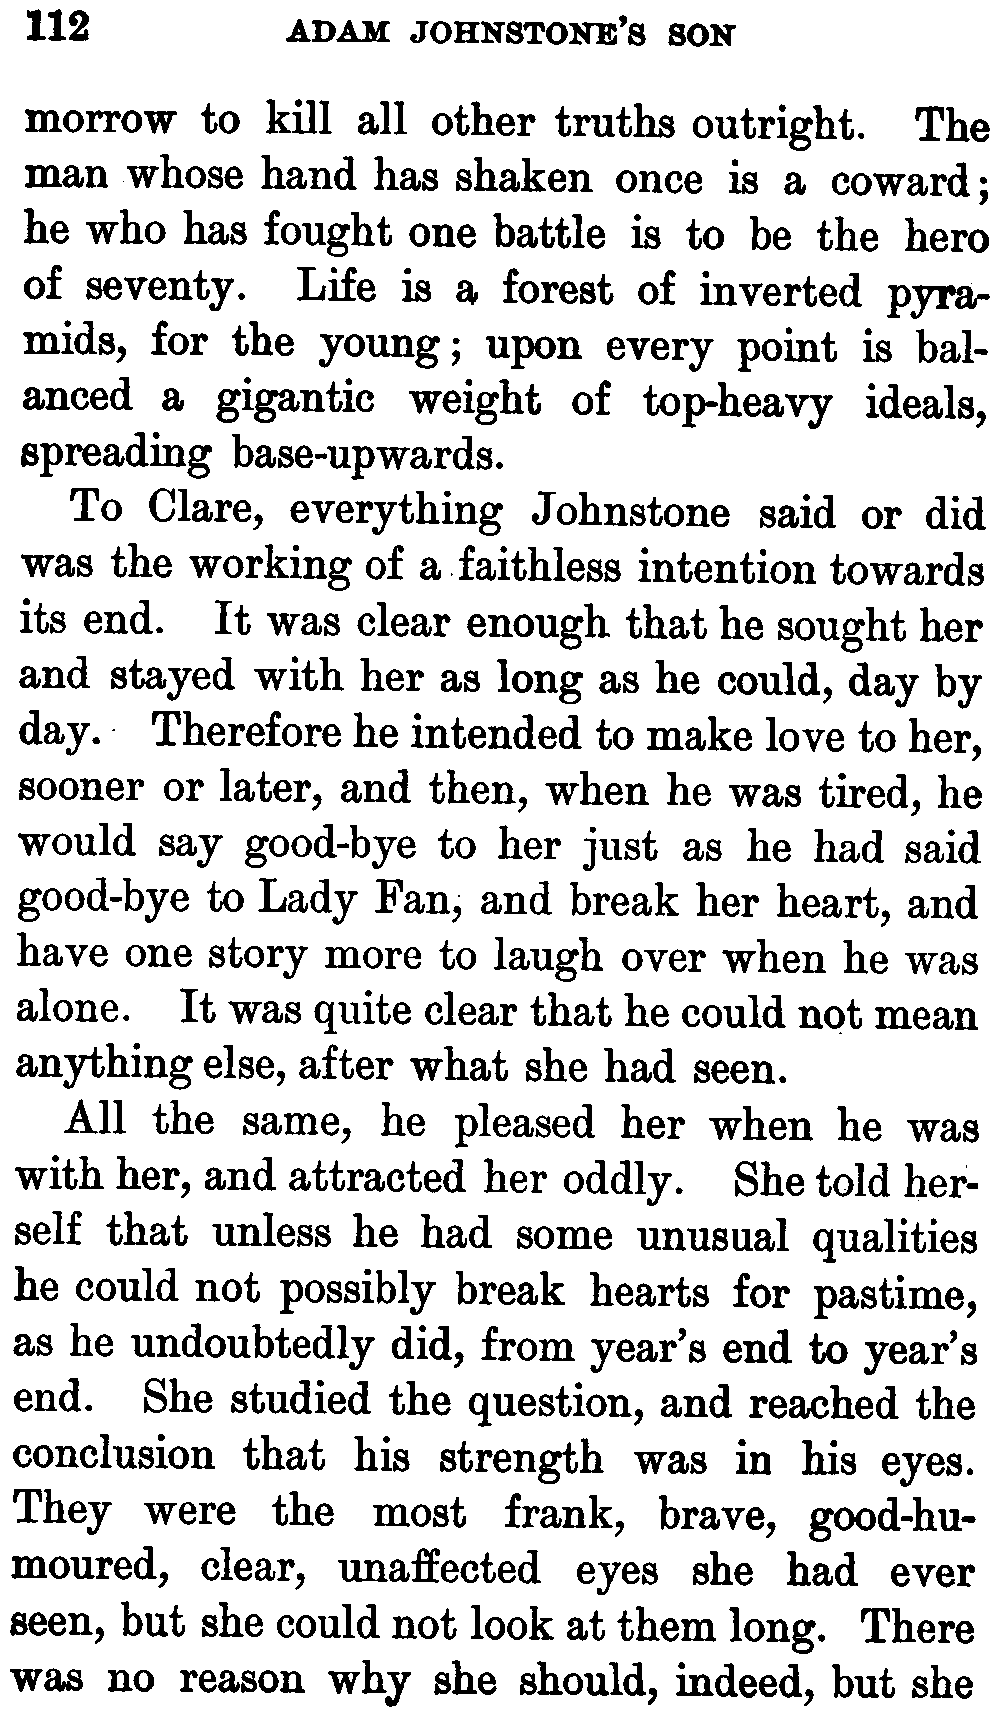 112 ADAM JOHNSTONE'S SON
morrow to kill all other truths outright. The
man whose hand has shaken once is a coward;
he who has fought one battle is to be the hero
of seventy. Life is a forest of inverted pyra-
mids, for the young; upon every point is bal-
anced a gigantic weight of top-heavy ideals,
spreading base-upwards.
To Clare, everything Johnstone said or did
was the working of a faithless intention towards
its end. It was clear enough that he sought her
and stayed with her as long as he could, day by
day. Therefore he intended to make love to her,
sooner or later, and then, when he was tired, he
would say good-bye to her just as he had said
good-bye to Lady Fan, and break her heart, and
have one story more to laugh over when he was
alone. It was quite clear that he could not mean
anything else, after what she had seen.
All the same, he pleased her when he was
with her, and attracted her oddly. She told her-
self that unless he had some unusual qualities
he could not possibly break hearts for pastime,
as he undoubtedly did, from year's end to year's
end. She studied the question, and reached the
conclusion that his strength was in his eyes.
They were the most frank, brave, good-hu-
moured, clear, unaffected eyes she had ever
seen, but she could not look at them long. There
was no reason why she should, indeed, but she